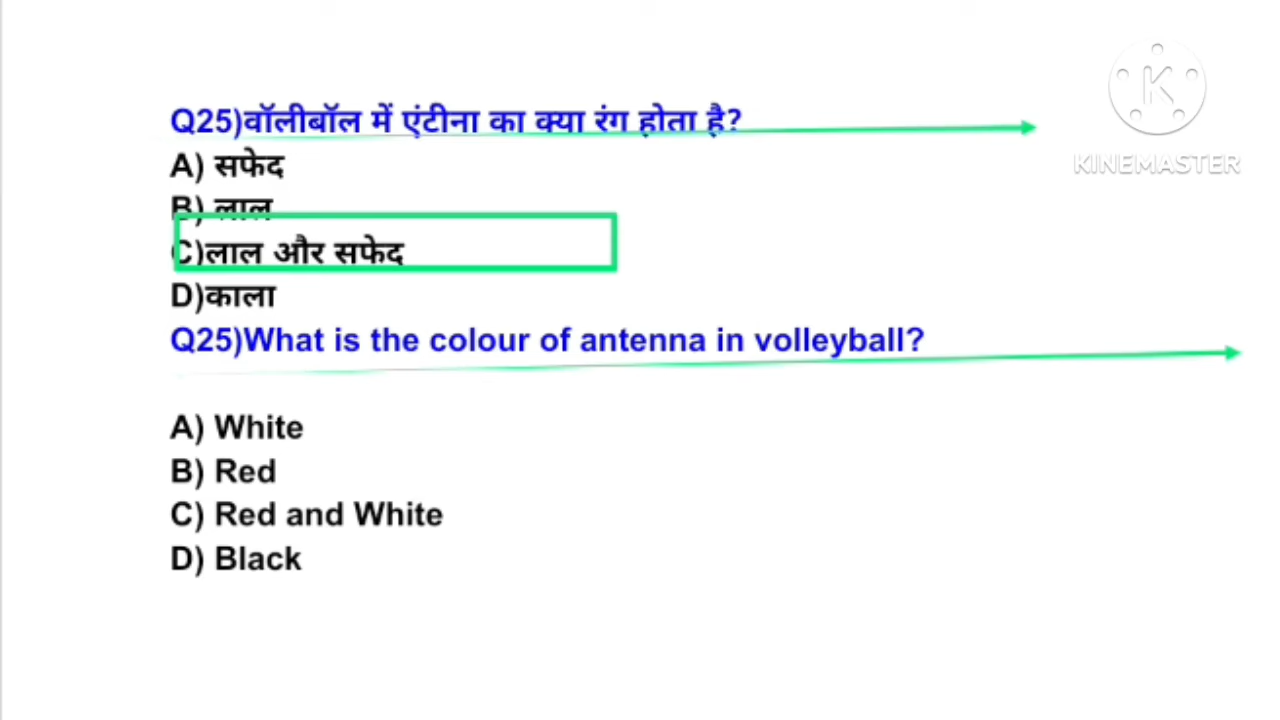 Q25)वॉलीबॉल में एंटीना का क्या रंग होता है?
A) सफेद
B) लाल
C)लाल और सफेद
D)काला
Q25)What is the colour of antenna in volleyball?
A) White
B) Red
C) Red and White
D) Black
K
KINEMASTER